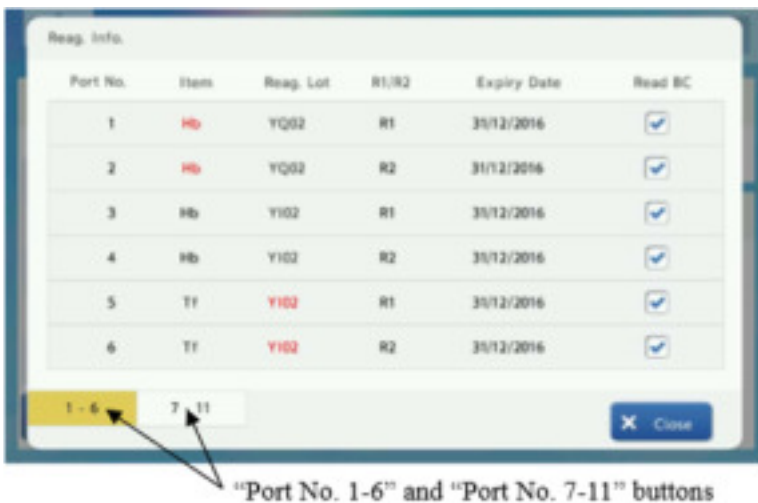 Reag. Info.
Port No. Item Reag. Lot R1/R2 Expiry Date Read BC
1 Hb YQ02 R1 31/12/2016
2 Hb YQ02 R2 31/12/2016
3 Hb YI02 R1 31/12/2016
4 Hb YI02 R2 31/12/2016
5 Tf YI02 R1 31/12/2016
6 Tf YI02 R2 31/12/2016
1 - 6 7 - 11 Close
“Port No. 1-6” and “Port No. 7-11” buttons